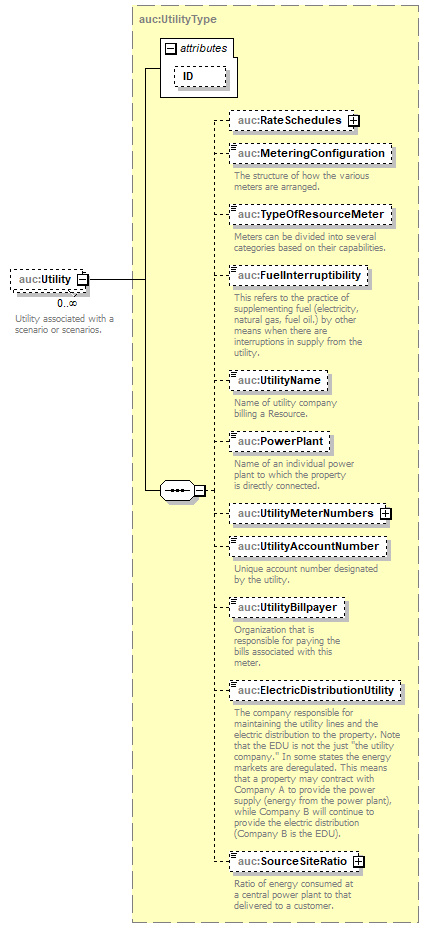 auc:UtilityType
attributes
ID
auc:RateSchedules
auc:MeteringConfiguration
The structure of how the various
meters are arranged.
auc:TypeOfResourceMeter
Meters can be divided into several
categories based on their capabilities.
auc:Utility
0..∞
Utility associated with a
scenario or scenarios.
auc:FuelInterruptibility
This refers to the practice of
supplementing fuel (electricity,
natural gas, fuel oil.) by other
means when there are
interruptions in supply from the
utility.
auc:UtilityName
Name of utility company
billing a Resource.
auc:PowerPlant
Name of an individual power
plant to which the property
is directly connected.
auc:UtilityMeterNumbers
auc:UtilityAccountNumber
Unique account number designated
by the utility.
auc:UtilityBillpayer
Organization that is
responsible for paying the
bills associated with this
meter.
auc:ElectricDistributionUtility
The company responsible for
maintaining the utility lines and the
electric distribution to the property. Note
that the EDU is not the just "the utility
company." In some states the energy
markets are deregulated. This means
that a property may contract with
Company A to provide the power
supply (energy from the power plant),
while Company B will continue to
provide the electric distribution
(Company B is the EDU).
auc:SourceSiteRatio
Ratio of energy consumed at
a central power plant to that
delivered to a customer.